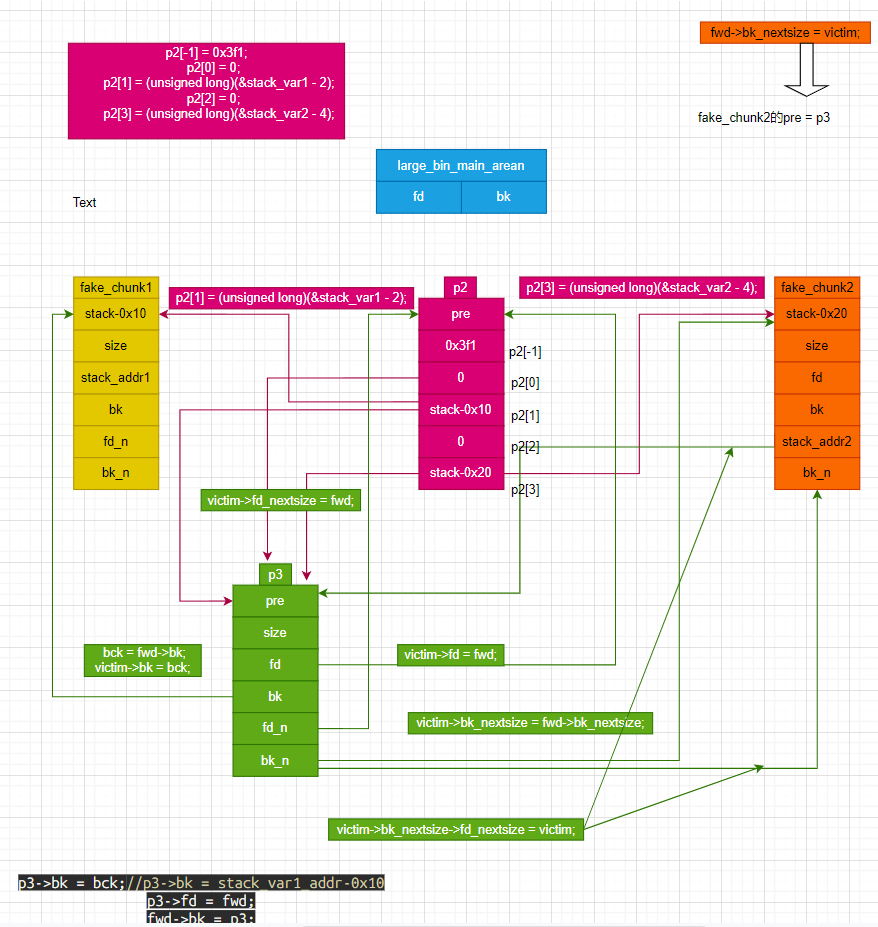 fwd->bk_nextsize = victim;
p2[-1] = 0x3f1;
p2[0] = 0;
p2[1] = (unsigned long)(&stack_var1 - 2);
p2[2] = 0;
p2[3] = (unsigned long)(&stack_var2 - 4);
fake_chunk2的pre = p3
large_bin_main_arean
fd
bk
Text
fake_chunk1
stack-0x10
size
stack_addr1
bk
fd_n
bk_n
p2[1] = (unsigned long)(&stack_var1 - 2);
p2
pre
0x3f1
0
stack-0x10
0
stack-0x20
p2[-1]
p2[0]
p2[1]
p2[2]
p2[3]
p2[3] = (unsigned long)(&stack_var2 - 4);
fake_chunk2
stack-0x20
size
fd
bk
stack_addr2
bk_n
victim->fd_nextsize = fwd;
p3
pre
size
fd
bk
fd_n
bk_n
bck = fwd->bk;
victim->bk = bck;
victim->fd = fwd;
victim->bk_nextsize = fwd->bk_nextsize;
victim->bk_nextsize->fd_nextsize = victim;
p3->bk = bck;//p3->bk = stack var1 addr-0x10
p3->fd = fwd;
fwd->bk = p3;